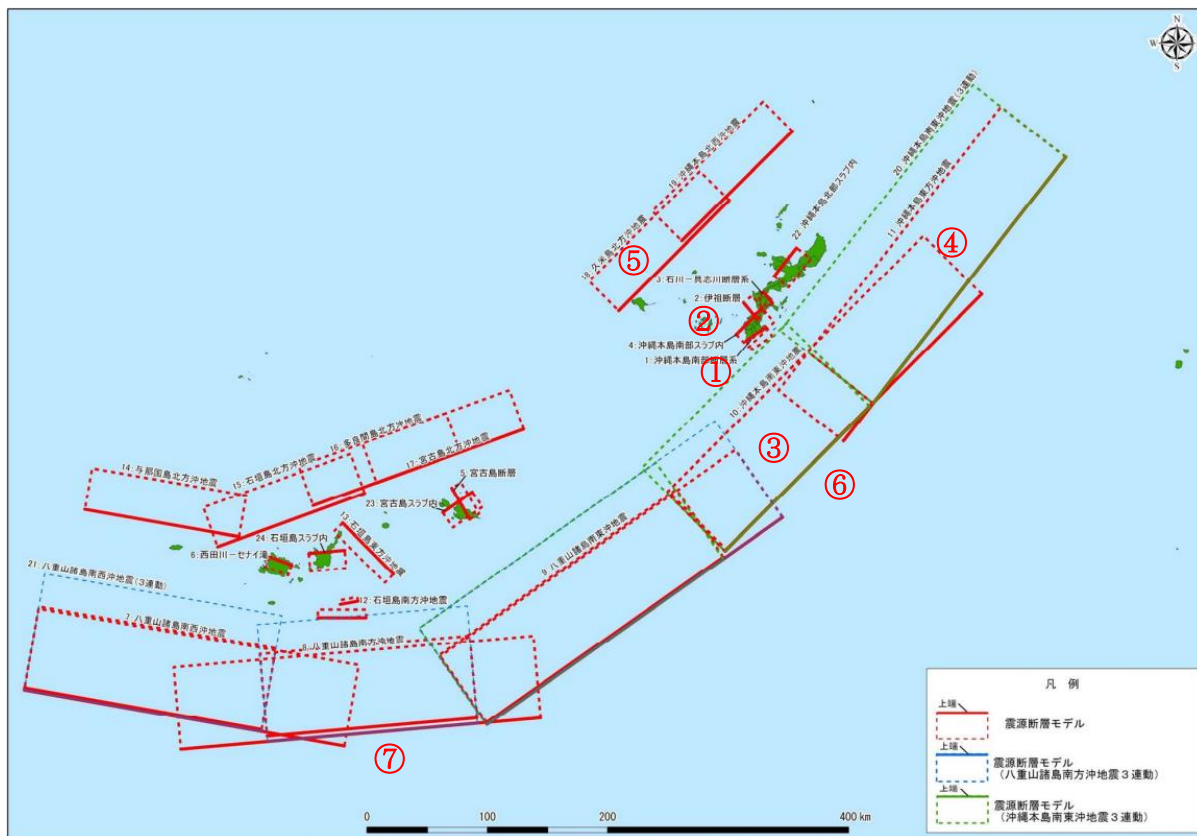 N
W
E
S
20：沖縄本島南東沖地震（3連動）
11：沖縄本島東方沖地震
19：沖縄本島北西沖地震
22：沖縄本島北部スラブ内
④
18：久米島北方沖地震
⑤
3：石川－具志川断層系
2：伊祖断層
②
4：沖縄本島南部スラブ内
1：沖縄本島南部断層系
①
10：沖縄本島南東沖地震
③
16：多良間島北方沖地震
17：宮古島北方沖地震
14：与那国島北方沖地震
15：石垣島北方沖地震
5：宮古島断層
⑥
23：宮古島スラブ内
13：石垣島東方沖地震
24：石垣島スラブ内
6：西田川－セナイ滝
9：八重山諸島南東沖地震
21：八重山諸島南西沖地震（3連動）
12：石垣島南方沖地震
7：八重山諸島南西沖地震
8：八重山諸島南方沖地震
⑦
凡 例
上端
震源断層モデル
上端
震源断層モデル
（八重山諸島南方沖地震３連動）
上端
震源断層モデル
（沖縄本島南東沖地震３連動）
0 100 200 400 km